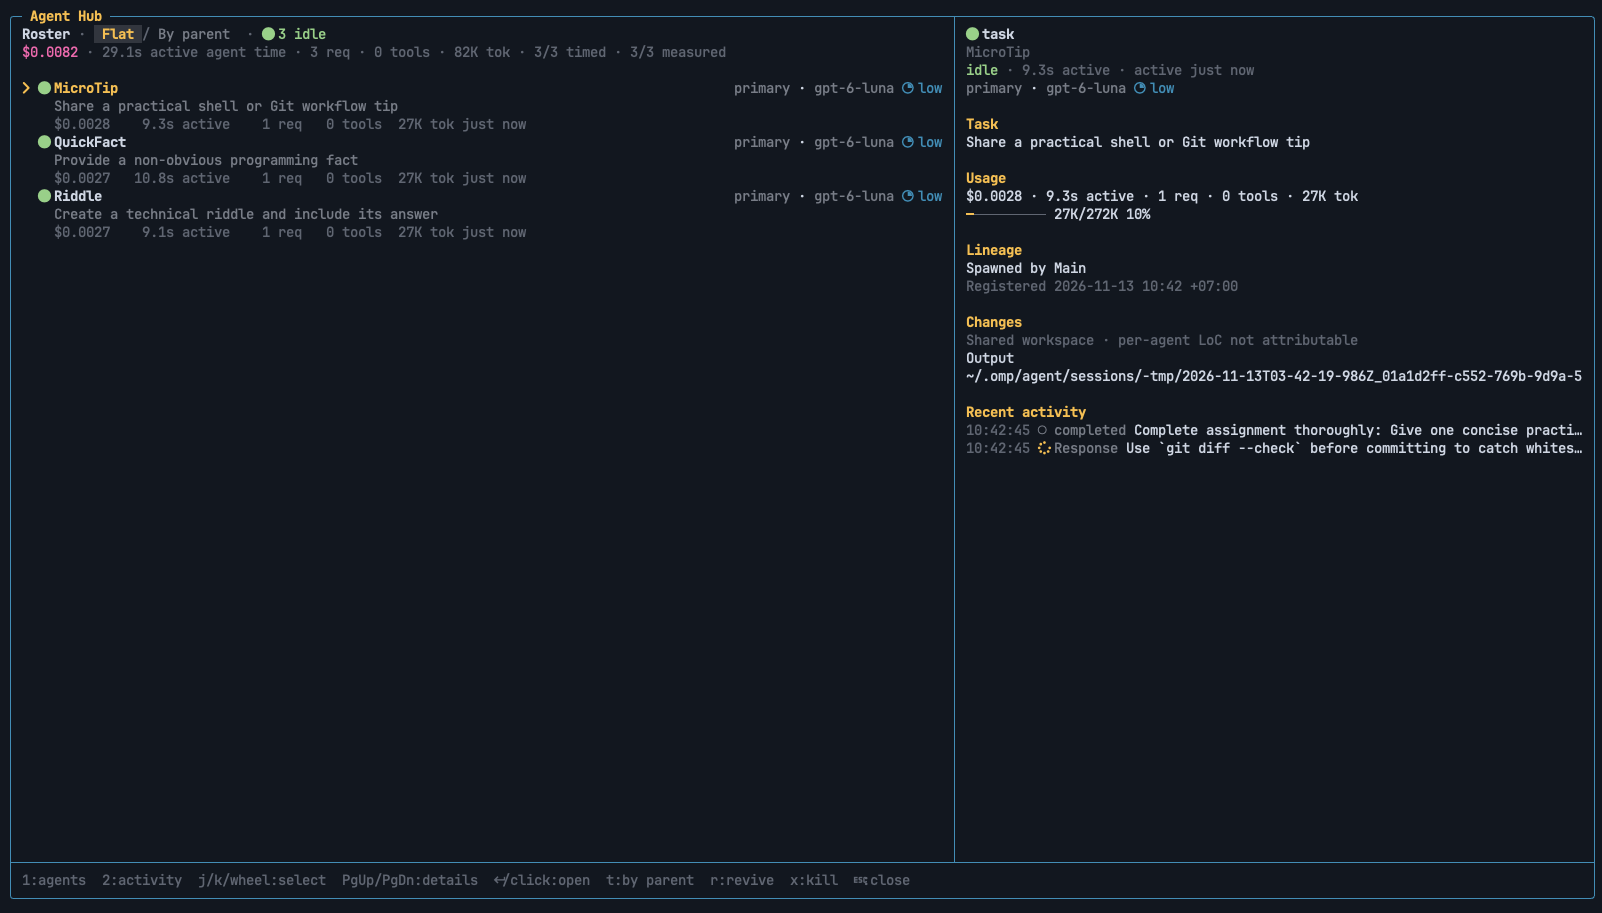 Agent Hub
Roster · Flat / By parent · 3 idle
$0.0082 · 29.1s active agent time · 3 req · 0 tools · 82K tok · 3/3 timed · 3/3 measured
MicroTip primary · gpt-6-luna low
Share a practical shell or Git workflow tip
$0.0028 9.3s active 1 req 0 tools 27K tok just now
QuickFact primary · gpt-6-luna low
Provide a non-obvious programming fact
$0.0027 10.8s active 1 req 0 tools 27K tok just now
Riddle primary · gpt-6-luna low
Create a technical riddle and include its answer
$0.0027 9.1s active 1 req 0 tools 27K tok just now
task
MicroTip
idle · 9.3s active · active just now
primary · gpt-6-luna low
Task
Share a practical shell or Git workflow tip
Usage
$0.0028 · 9.3s active · 1 req · 0 tools · 27K tok
27K/272K 10%
Lineage
Spawned by Main
Registered 2026-11-13 10:42 +07:00
Changes
Shared workspace · per-agent LoC not attributable
Output
~/.omp/agent/sessions/-tmp/2026-11-13T03-42-19-986Z_01a1d2ff-c552-769b-9d9a-5
Recent activity
10:42:45 completed Complete assignment thoroughly: Give one concise practi…
10:42:45 Response Use `git diff --check` before committing to catch whites…
1:agents 2:activity j/k/wheel:select PgUp/PgDn:details ↵/click:open t:by parent r:revive x:kill ESC close